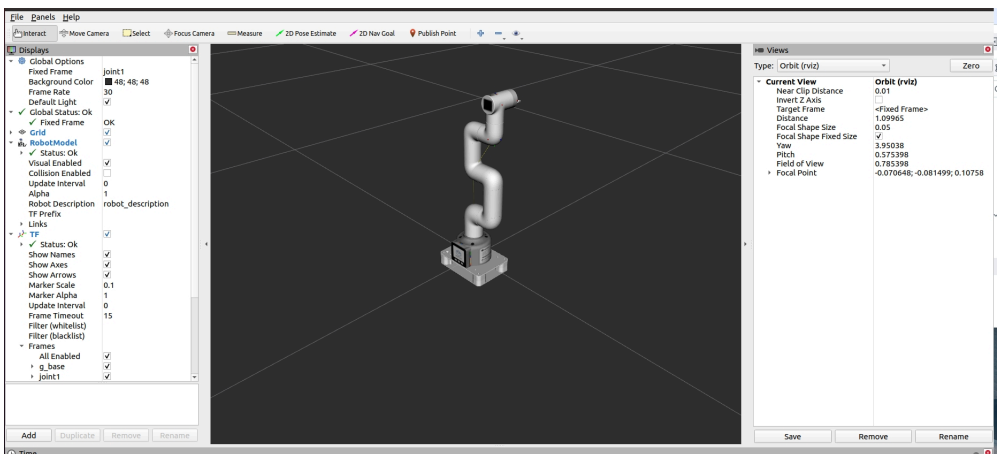 File Panels Help
Interact Move Camera Select Focus Camera Measure 2D Pose Estimate 2D Nav Goal Publish Point
Displays
Global Options
Fixed Frame joint1
Background Color 48; 48; 48
Frame Rate 30
Default Light
Global Status: Ok
Fixed Frame OK
Grid
RobotModel
Status: Ok
Visual Enabled
Collision Enabled
Update Interval 0
Alpha 1
Robot Description robot_description
TF Prefix
Links
TF
Status: Ok
Show Names
Show Axes
Show Arrows
Marker Scale 0.1
Marker Alpha 1
Update Interval 0
Frame Timeout 15
Filter (whitelist)
Filter (blacklist)
Frames
All Enabled
g_base
joint1
Add Duplicate Remove Rename
Time
Views
Type: Orbit (rviz) Zero
Current View Orbit (rviz)
Near Clip Distance 0.01
Invert Z Axis
Target Frame <Fixed Frame>
Distance 1.09965
Focal Shape Size 0.05
Focal Shape Fixed Size
Yaw 3.95038
Pitch 0.575398
Field of View 0.785398
Focal Point -0.070648; -0.081499; 0.10758
Save Remove Rename